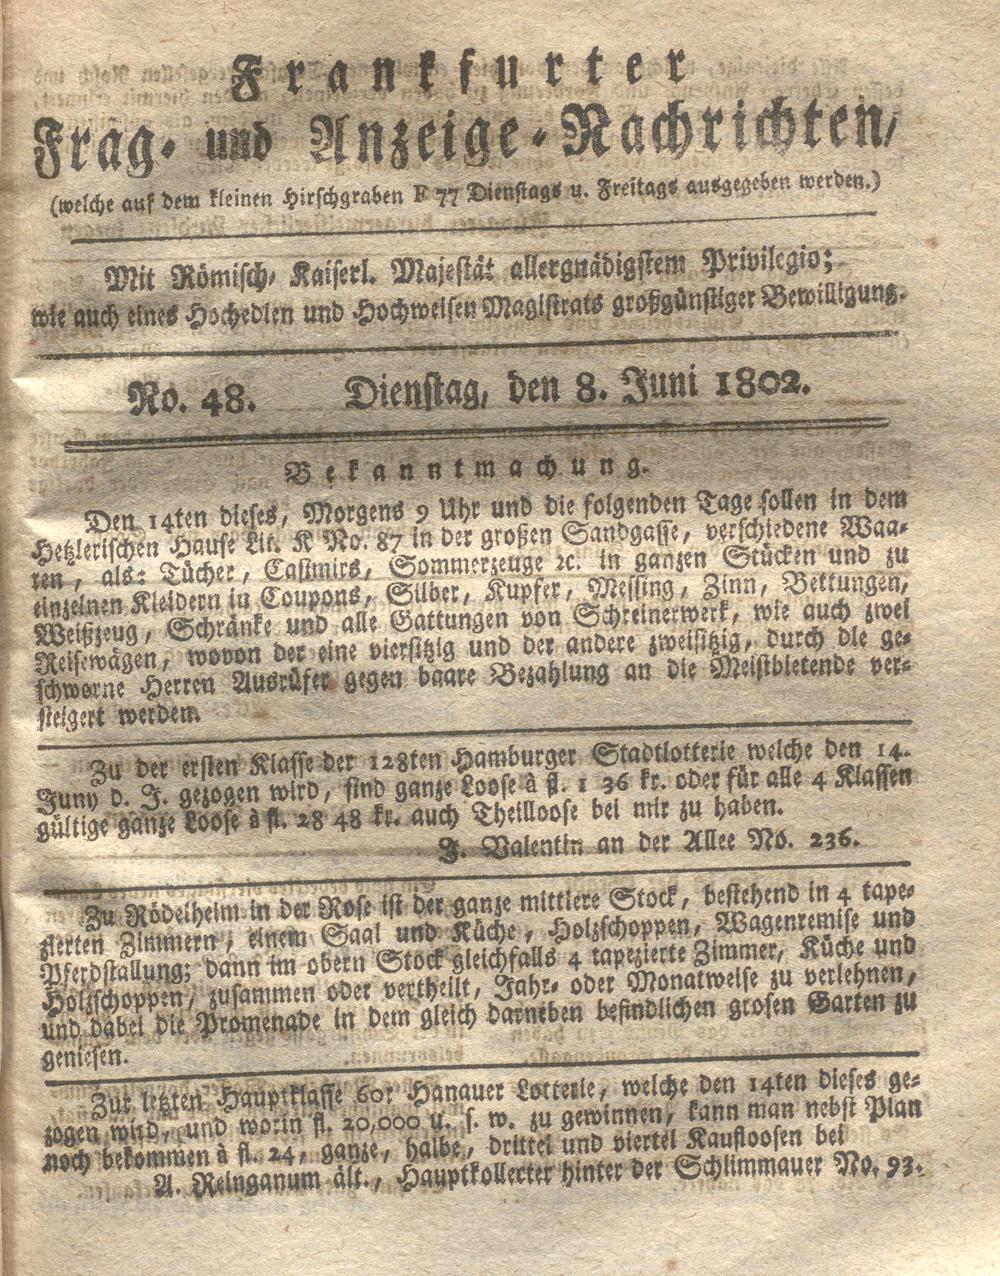 Frankfurter
Frag- und Anzeige-Nachrichten,
(welche auf dem kleinen Hirschgraben F 77 Dienstags u. Freitags ausgegeben werden.)
Mit Römisch, Kaiserl. Majestät allergnädigstem Privilegio;
wie auch eines Hochedlen und Hochweisen Magistrats großgünstiger Bewilligung.
No. 48. Dienstag, den 8. Juni 1802.
Bekanntmachung.
Den 14ten dieses, Morgens 9 Uhr und die folgenden Tage sollen in dem
Hetzlerischen Hause Lit. K No. 87 in der großen Sandgasse, verschiedene Waa-
ren, als: Tücher, Casimirs, Sommerzeuge ꝛc. in ganzen Stücken und zu
einzelnen Kleidern in Coupons, Silber, Kupfer, Messing, Zinn, Bettungen,
Weißzeug, Schränke und alle Gattungen von Schreinerwerk, wie auch zwei
Reisewägen, wovon der eine viersitzig und der andere zweisitzig, durch die ge-
schworne Herren Ausrüfer gegen baare Bezahlung an die Meistbietende ver-
steigert werden.
Zu der ersten Klasse der 128ten Hamburger Stadtlotterie welche den 14.
Juny d. J. gezogen wird, sind ganze Loose à fl. 1 36 kr. oder für alle 4 Klassen
gültige ganze Loose à fl. 28 48 kr. auch Theilloose bei mir zu haben.
J. Valentin an der Allee No. 236.
Zu Rödelheim in der Rose ist der ganze mittlere Stock, bestehend in 4 tape-
zierten Zimmern, einem Saal und Küche, Holzschoppen, Wagenremise und
Pferdstallung; dann im obern Stock gleichfalls 4 tapezierte Zimmer, Küche und
Holzschoppen, zusammen oder vertheilt, Jahr- oder Monatweise zu verlehnen,
und dabei die Promenade in dem gleich darneben befindlichen grosen Garten zu
geniesen.
Zur letzten Hauptklasse 60r Hanauer Lotterie, welche den 14ten dieses ge-
zogen wird, und worin fl. 20,000 u. s. w. zu gewinnen, kann man nebst Plan
noch bekommen à fl. 24, ganze, halbe, drittel und viertel Kaufloosen bei
A. Reinganum ält., Hauptkollecter hinter der Schlimmauer No. 93.